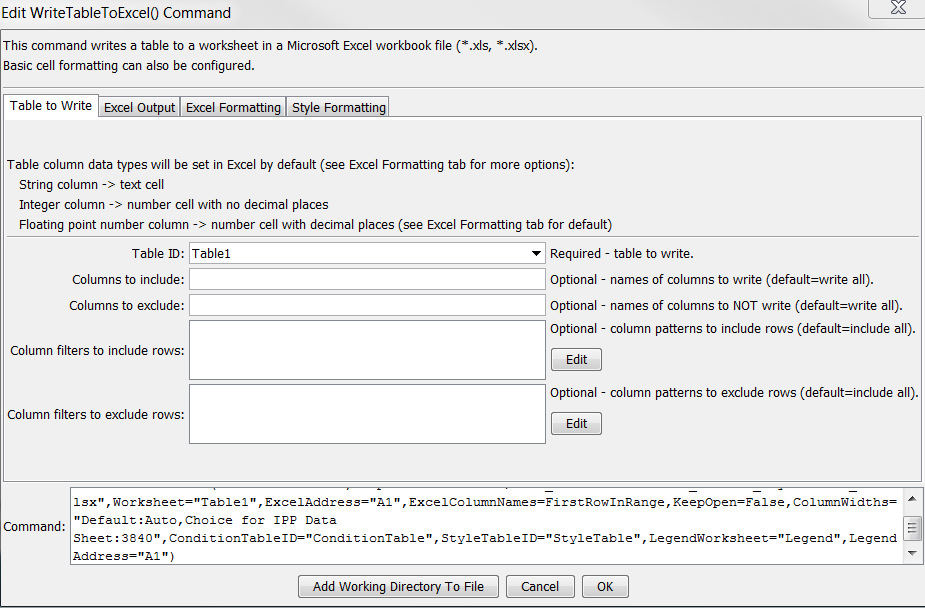 Edit WriteTableToExcel() Command
This command writes a table to a worksheet in a Microsoft Excel workbook file (*.xls, *.xlsx).
Basic cell formatting can also be configured.
Table to Write Excel Output Excel Formatting Style Formatting
Table column data types will be set in Excel by default (see Excel Formatting tab for more options):
String column -> text cell
Integer column -> number cell with no decimal places
Floating point number column -> number cell with decimal places (see Excel Formatting tab for default)
Table ID: Table1 Required - table to write.
Columns to include: Optional - names of columns to write (default=write all).
Columns to exclude: Optional - names of columns to NOT write (default=write all).
Optional - column patterns to include rows (default=include all).
Column filters to include rows: Edit
Optional - column patterns to exclude rows (default=include all).
Column filters to exclude rows: Edit
lsx",Worksheet="Table1",ExcelAddress="A1",ExcelColumnNames=FirstRowInRange,KeepOpen=False,ColumnWidths=
"Default:Auto,Choice for IPP Data
Command:
Sheet:3840",ConditionTableID="ConditionTable",StyleTableID="StyleTable",LegendWorksheet="Legend",Legend
Address="A1")
Add Working Directory To File Cancel OK